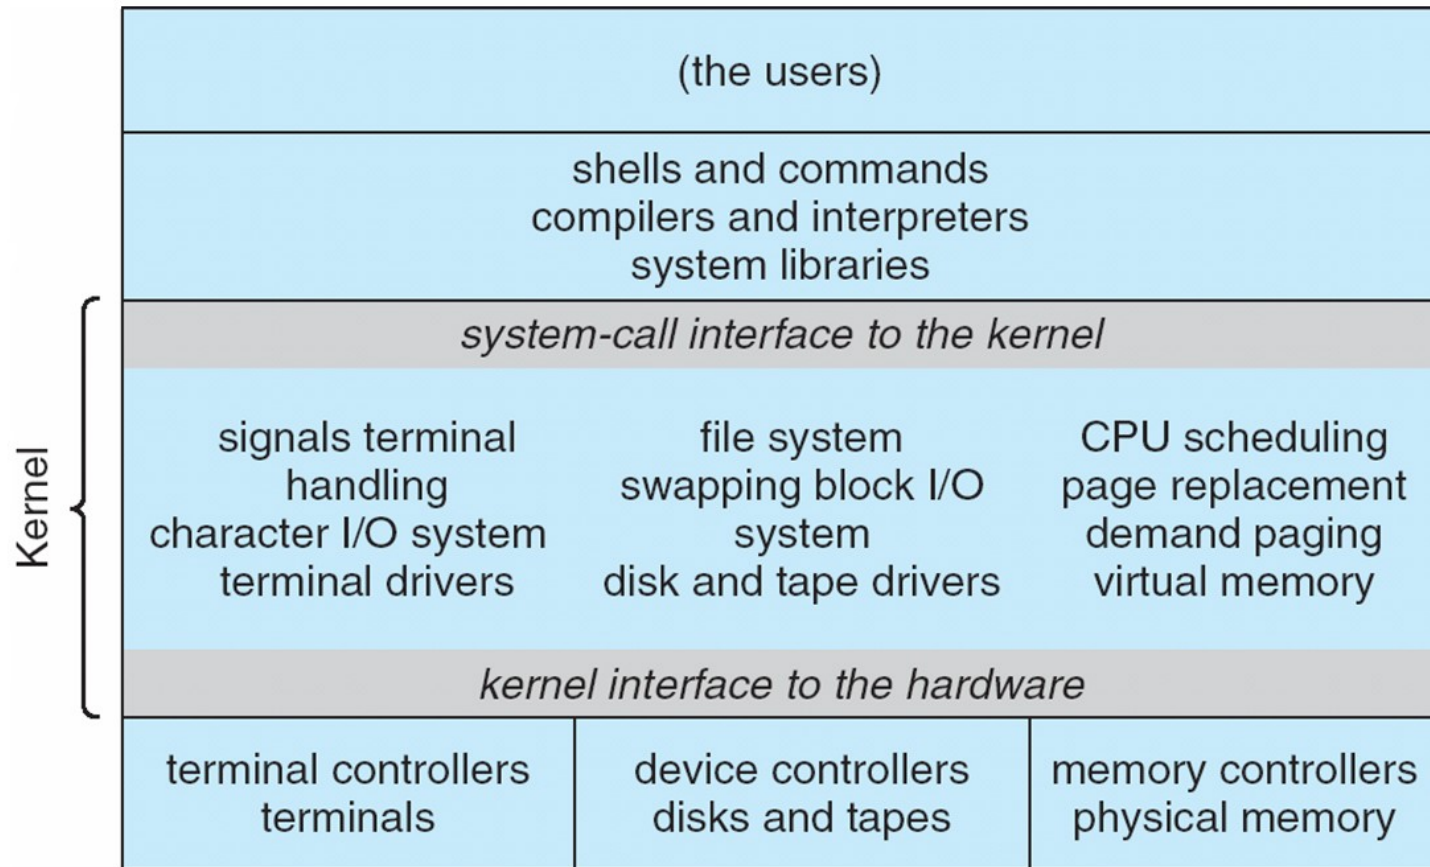 (the users)
shells and commands
compilers and interpreters
system libraries
Kernel
system-call interface to the kernel
signals terminal
handling
character I/O system
terminal drivers
file system
swapping block I/O
system
disk and tape drivers
CPU scheduling
page replacement
demand paging
virtual memory
kernel interface to the hardware
terminal controllers
terminals
device controllers
disks and tapes
memory controllers
physical memory